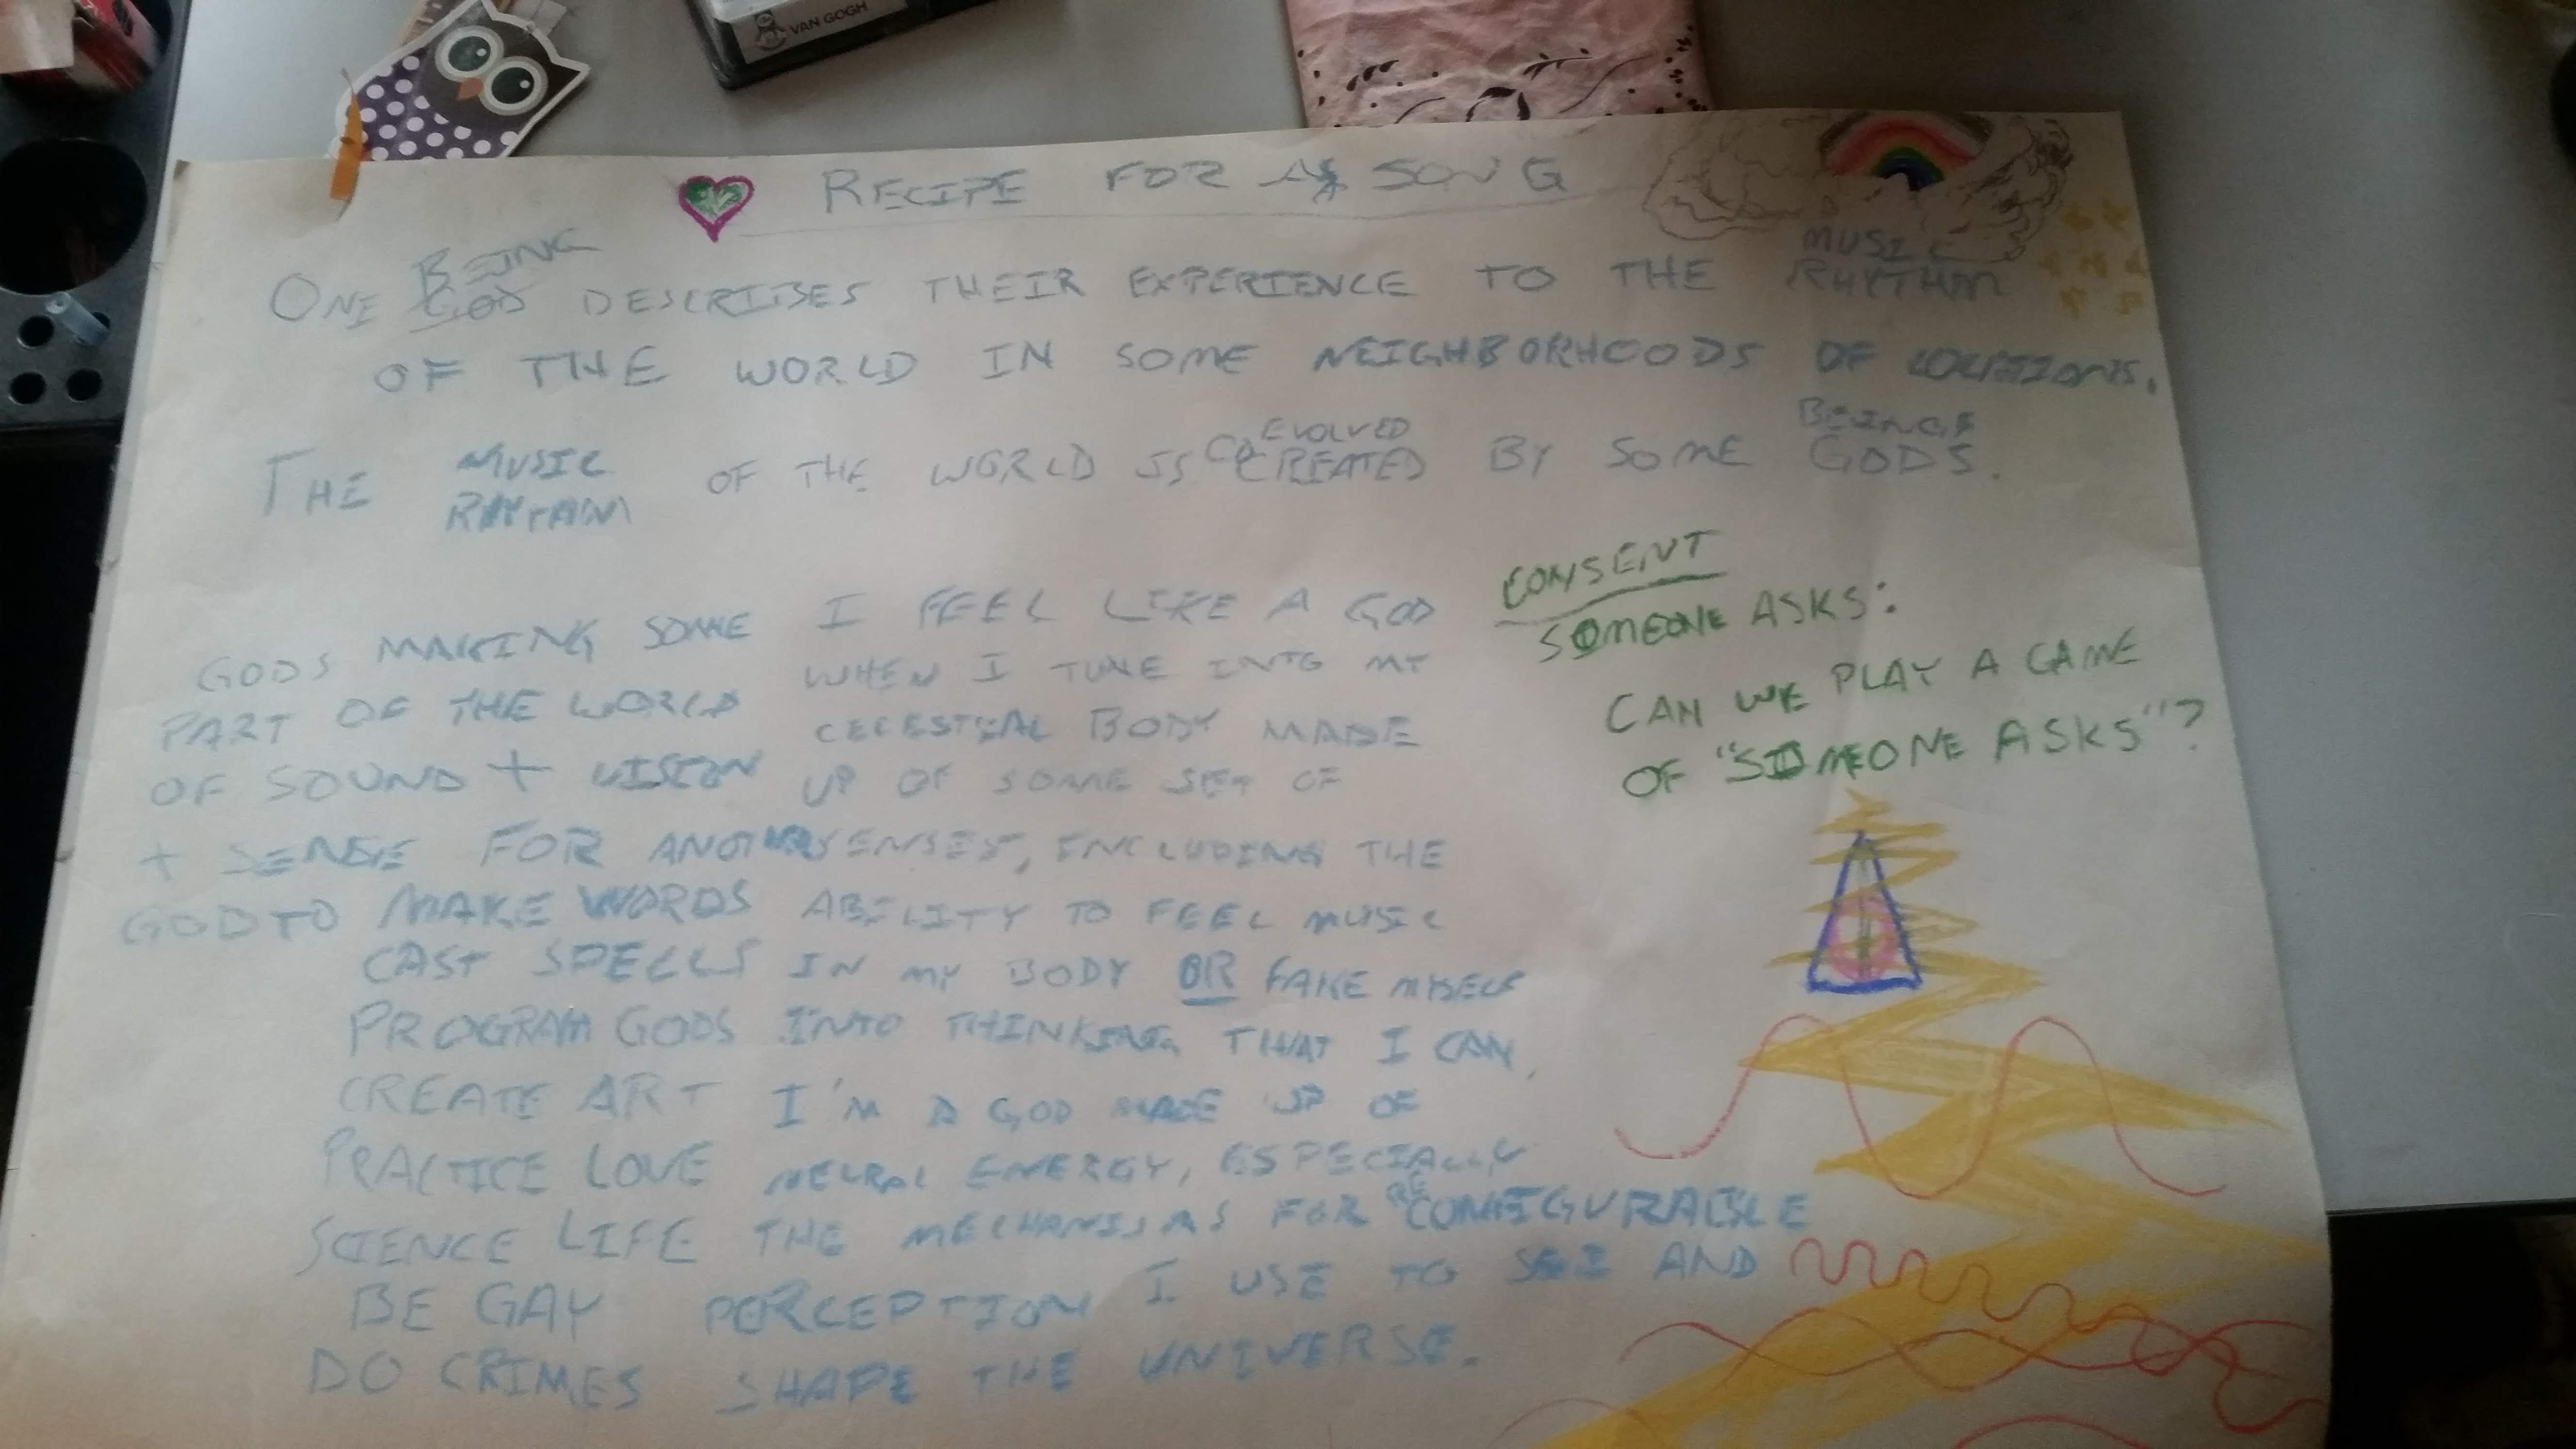 VAN GOGH
RECIPE FOR A SONG
BEING
MUSIC
ONE GOD DESCRIBES THEIR EXPERIENCE TO THE RHYTHM
OF THE WORLD IN SOME NEIGHBORHOODS OF LOCATIONS.
EVOLVED
BEINGS
MUSIC
THE RHYTHM OF THE WORLD IS CO CREATED BY SOME GODS.
GODS MAKING SOME
PART OF THE WORLD
OF SOUND + VISION
+ SENSE FOR ANOTHER
GOD TO MAKE WORDS
CAST SPELLS
PROGRAM GODS
CREATE ART
PRACTICE LOVE
SCIENCE LIFE
BE GAY
DO CRIMES
I FEEL LIKE A GOD
WHEN I TUNE INTO MY
CELESTIAL BODY MADE
UP OF SOME SET OF
SENSES, INCLUDING THE
ABILITY TO FEEL MUSIC
IN MY BODY OR FAKE MYSELF
INTO THINKING THAT I CAN.
I'M A GOD MADE UP OF
NEURAL ENERGY, ESPECIALLY
THE MECHANISMS FOR RECONFIGURABLE
PERCEPTION I USE TO SEE AND
SHAPE THE UNIVERSE.
CONSENT
SOMEONE ASKS:
CAN WE PLAY A GAME
OF "SOMEONE ASKS"?